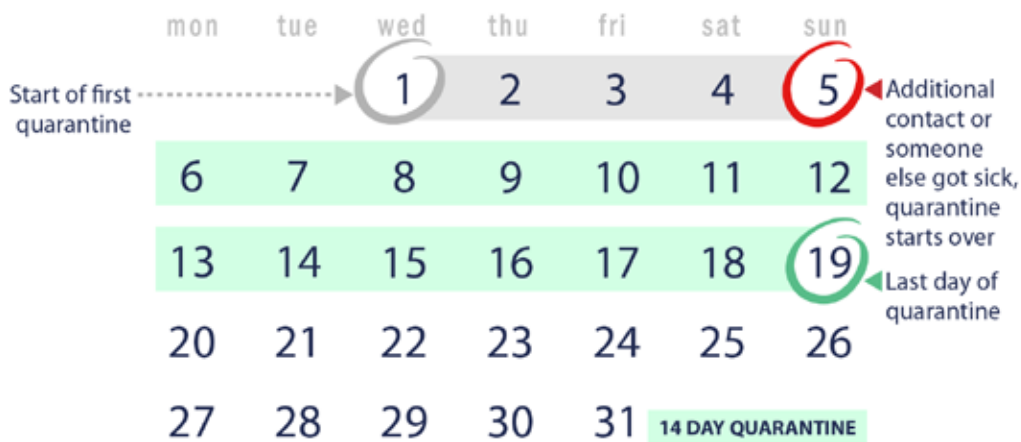 mon tue wed thu fri sat sun
Start of first
quarantine
1 2 3 4 5
Additional
contact or
someone
else got sick,
quarantine
starts over
6 7 8 9 10 11 12
13 14 15 16 17 18 19
Last day of
quarantine
20 21 22 23 24 25 26
27 28 29 30 31
14 DAY QUARANTINE